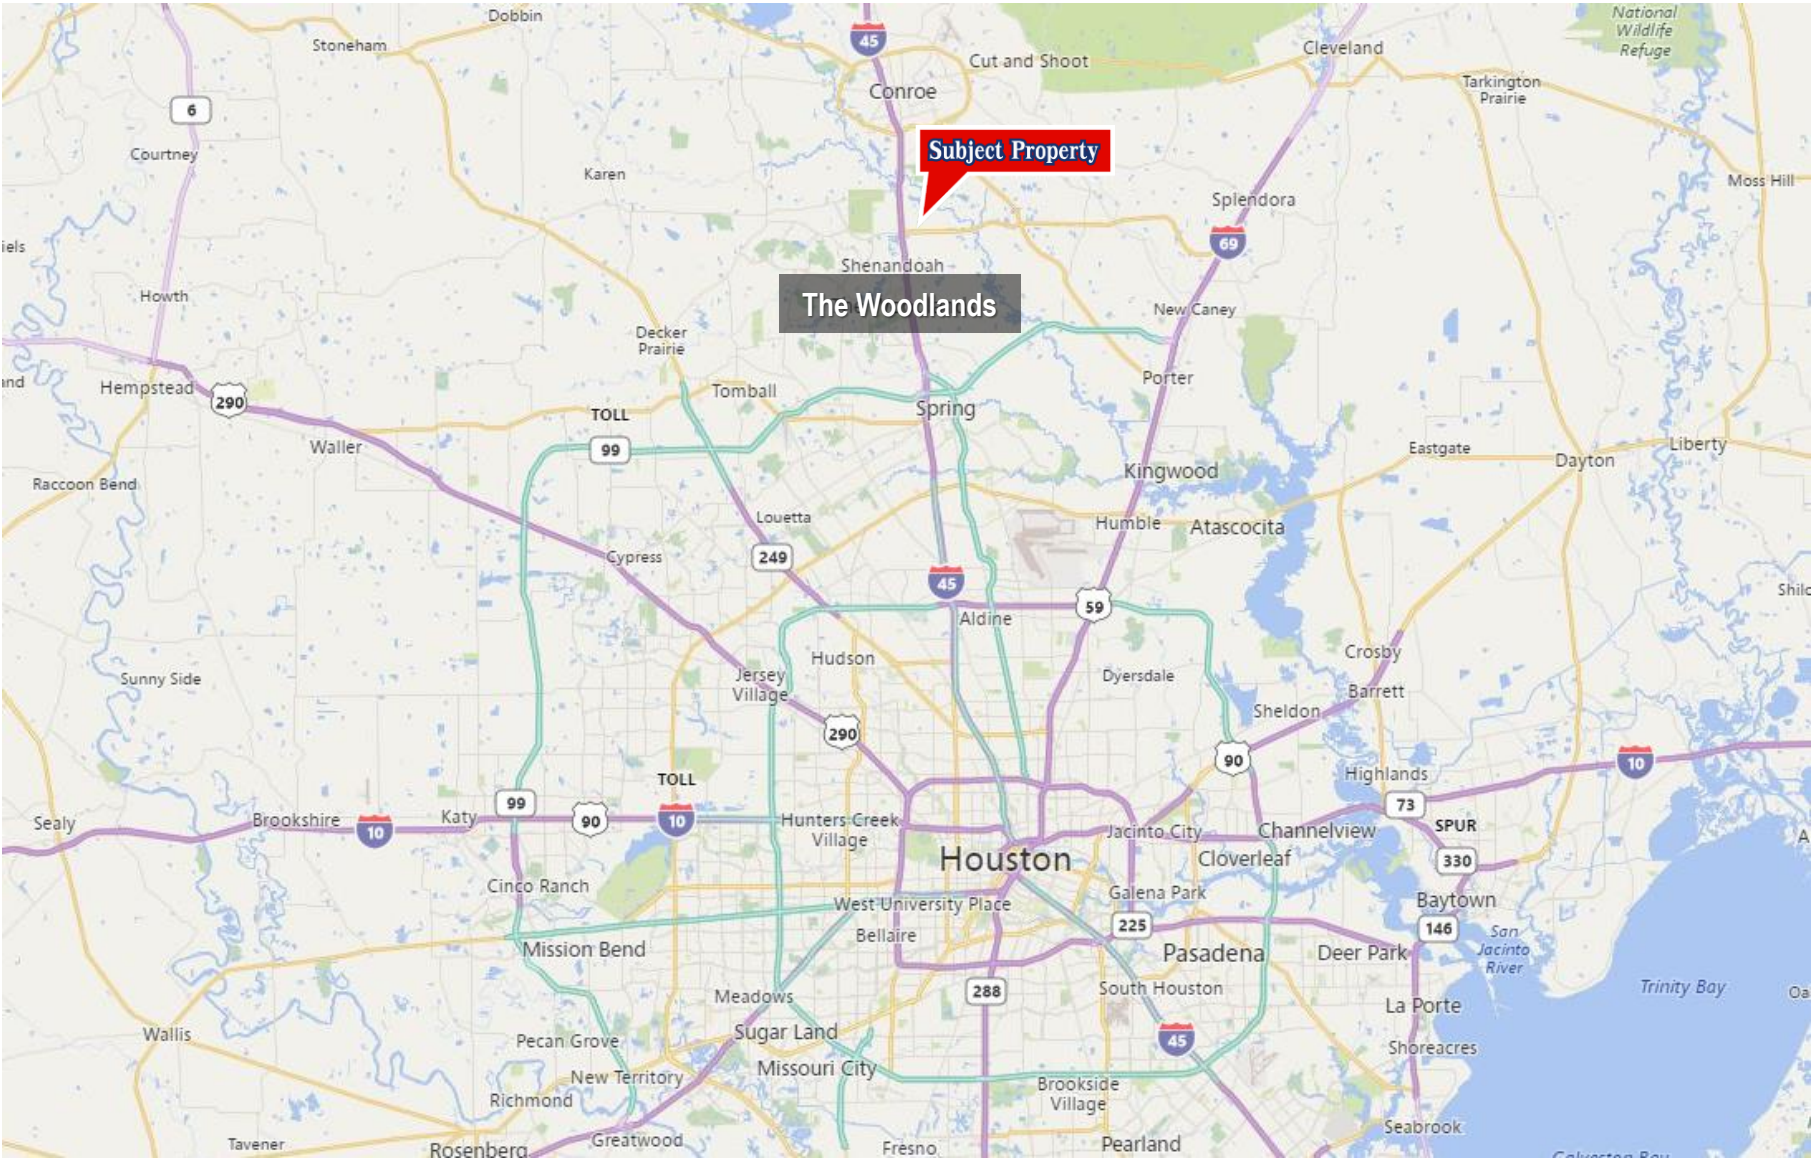 Dobbin
Stoneham
45
Cut and Shoot
Cleveland
National
Wildlife
Refuge
Conroe
Tarkington
Prairie
6
Courtney
Subject Property
Karen
Moss Hill
Splendora
iels
69
Shenandoah
Howth
The Woodlands
New Caney
Decker
Prairie
and
Hempstead
290
Tomball
Porter
TOLL
Spring
99
Waller
Eastgate
Liberty
Dayton
Kingwood
Raccoon Bend
Louetta
Humble
Atascocita
Cypress
249
45
Shilo
59
Aldine
Hudson
Crosby
Sunny Side
Jersey
Village
Dyersdale
Barrett
Sheldon
290
90
10
TOLL
Highlands
99
73
Sealy
Brookshire
10
Katy
90
10
Hunters Creek
Village
Jacinto City
Channelview
SPUR
A
Houston
Cloverleaf
330
Cinco Ranch
Galena Park
Baytown
West University Place
225
146
Bellaire
San
Jacinto
River
Mission Bend
Pasadena
Deer Park
Trinity Bay
Oa
288
South Houston
Meadows
La Porte
Wallis
Sugar Land
Pecan Grove
45
Shoreacres
Missouri City
New Territory
Brookside
Village
Richmond
Seabrook
Tavener
Rosenberg
Greatwood
Fresno
Pearland
Galveston Bay